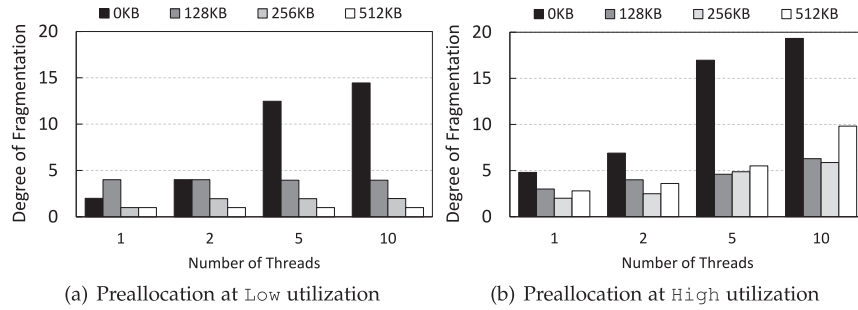 0KB 128KB 256KB 512KB
20
15
10
5
0
Degree of Fragmentation
1 2 5 10
Number of Threads
(a) Preallocation at Low utilization
0KB 128KB 256KB 512KB
20
15
10
5
0
Degree of Fragmentation
1 2 5 10
Number of Threads
(b) Preallocation at High utilization